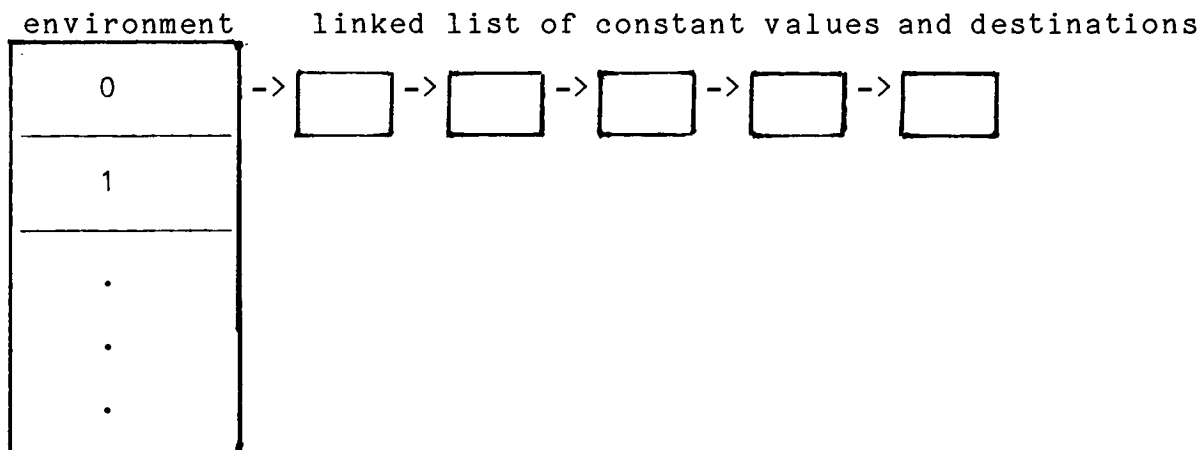 environment linked list of constant values and destinations
0 -> -> -> -> ->
1
.
.
.